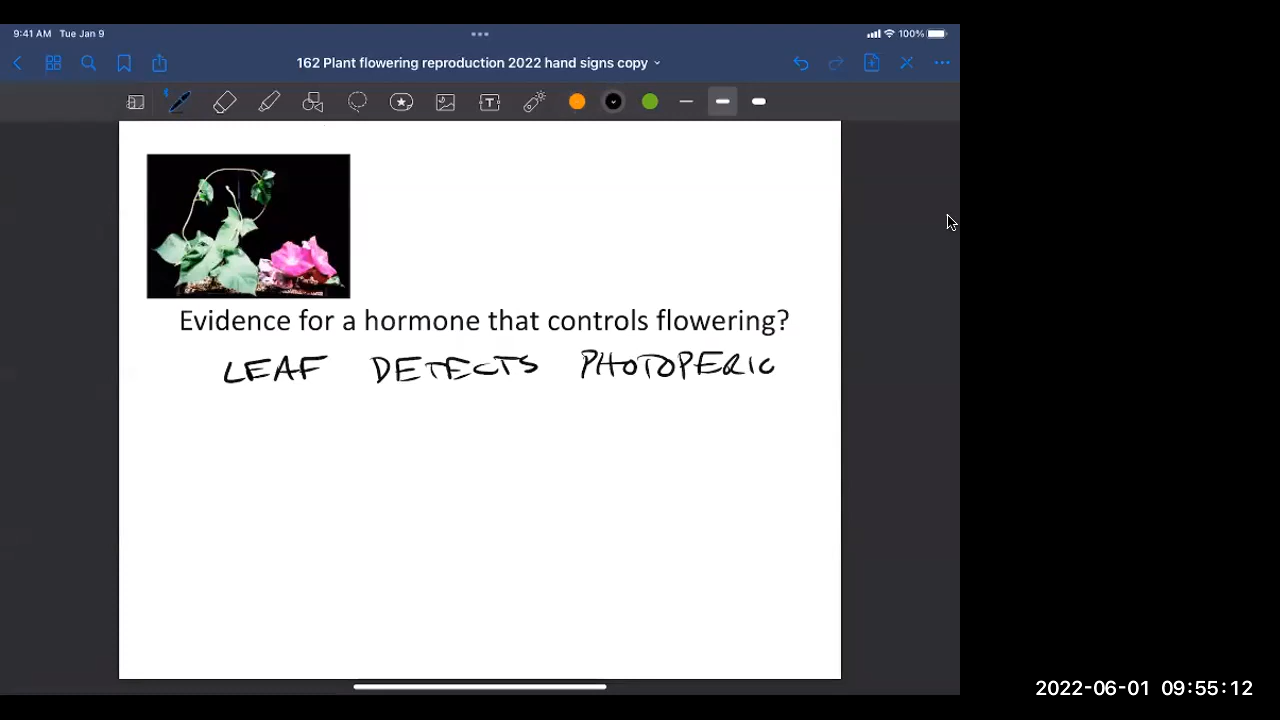 9:41 AM Tue Jan 9
100%
162 Plant flowering reproduction 2022 hand signs copy
Evidence for a hormone that controls flowering?
LEAF DETECTS PHOTOPERIO
2022-06-01 09:55:12